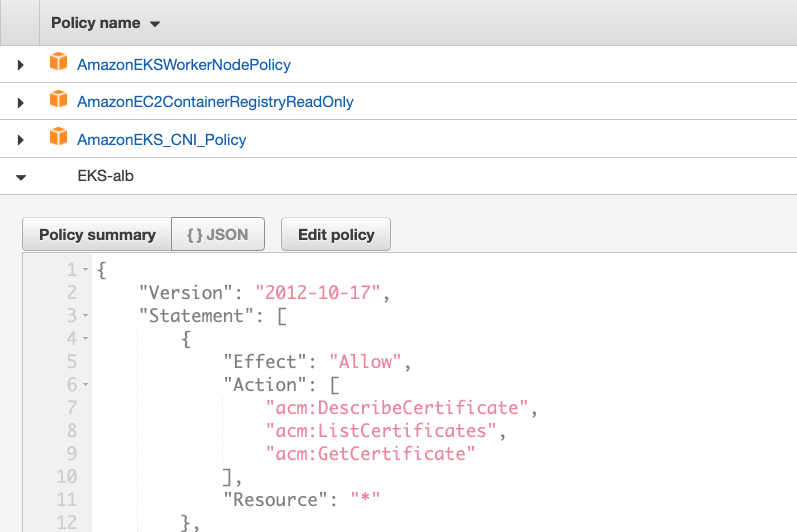 Policy name
AmazonEKSWorkerNodePolicy
AmazonEC2ContainerRegistryReadOnly
AmazonEKS_CNI_Policy
EKS-alb
Policy summary { } JSON Edit policy
1 {
2 "Version": "2012-10-17",
3 "Statement": [
4 {
5 "Effect": "Allow",
6 "Action": [
7 "acm:DescribeCertificate",
8 "acm:ListCertificates",
9 "acm:GetCertificate"
10 ],
11 "Resource": "*"
12 },